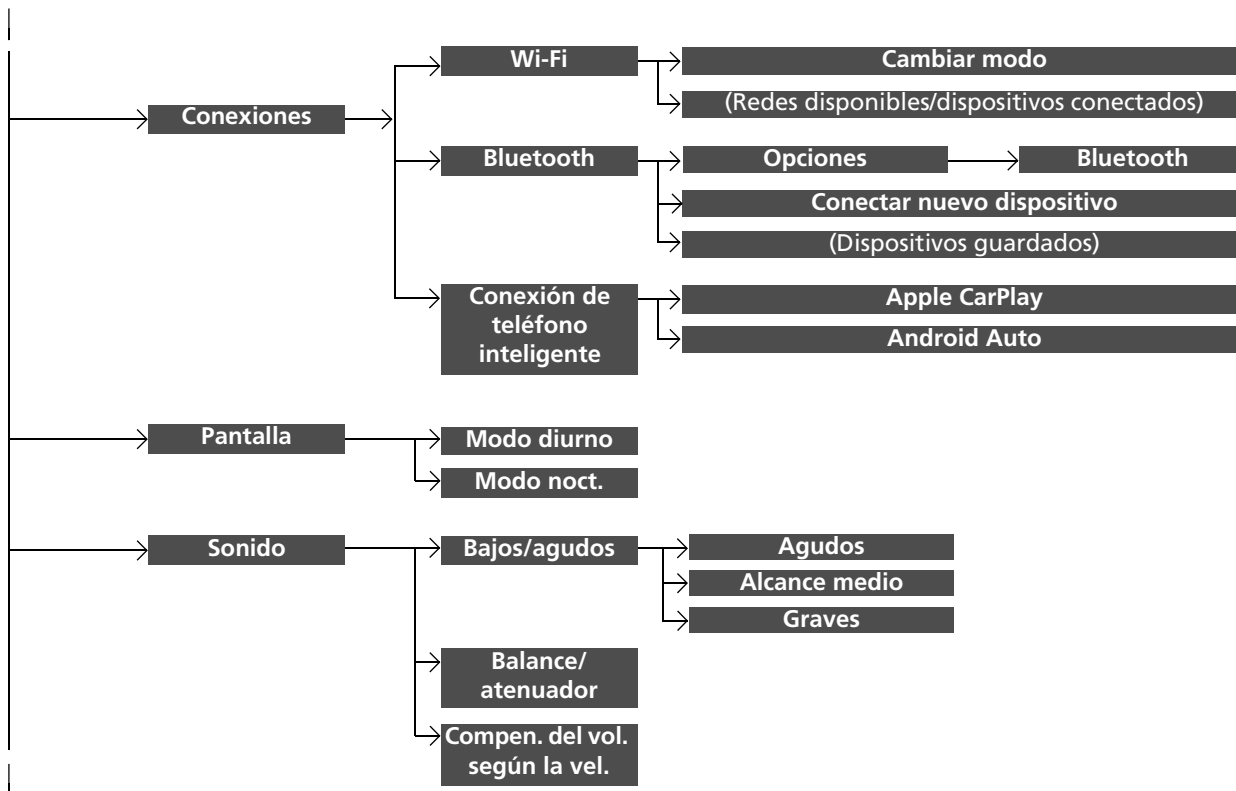 Wi-Fi
Cambiar modo
(Redes disponibles/dispositivos conectados)
Conexiones
Bluetooth
Opciones
Bluetooth
Conectar nuevo dispositivo
(Dispositivos guardados)
Conexión de
teléfono
inteligente
Apple CarPlay
Android Auto
Pantalla
Modo diurno
Modo noct.
Sonido
Bajos/agudos
Agudos
Alcance medio
Graves
Balance/
atenuador
Compen. del vol.
según la vel.